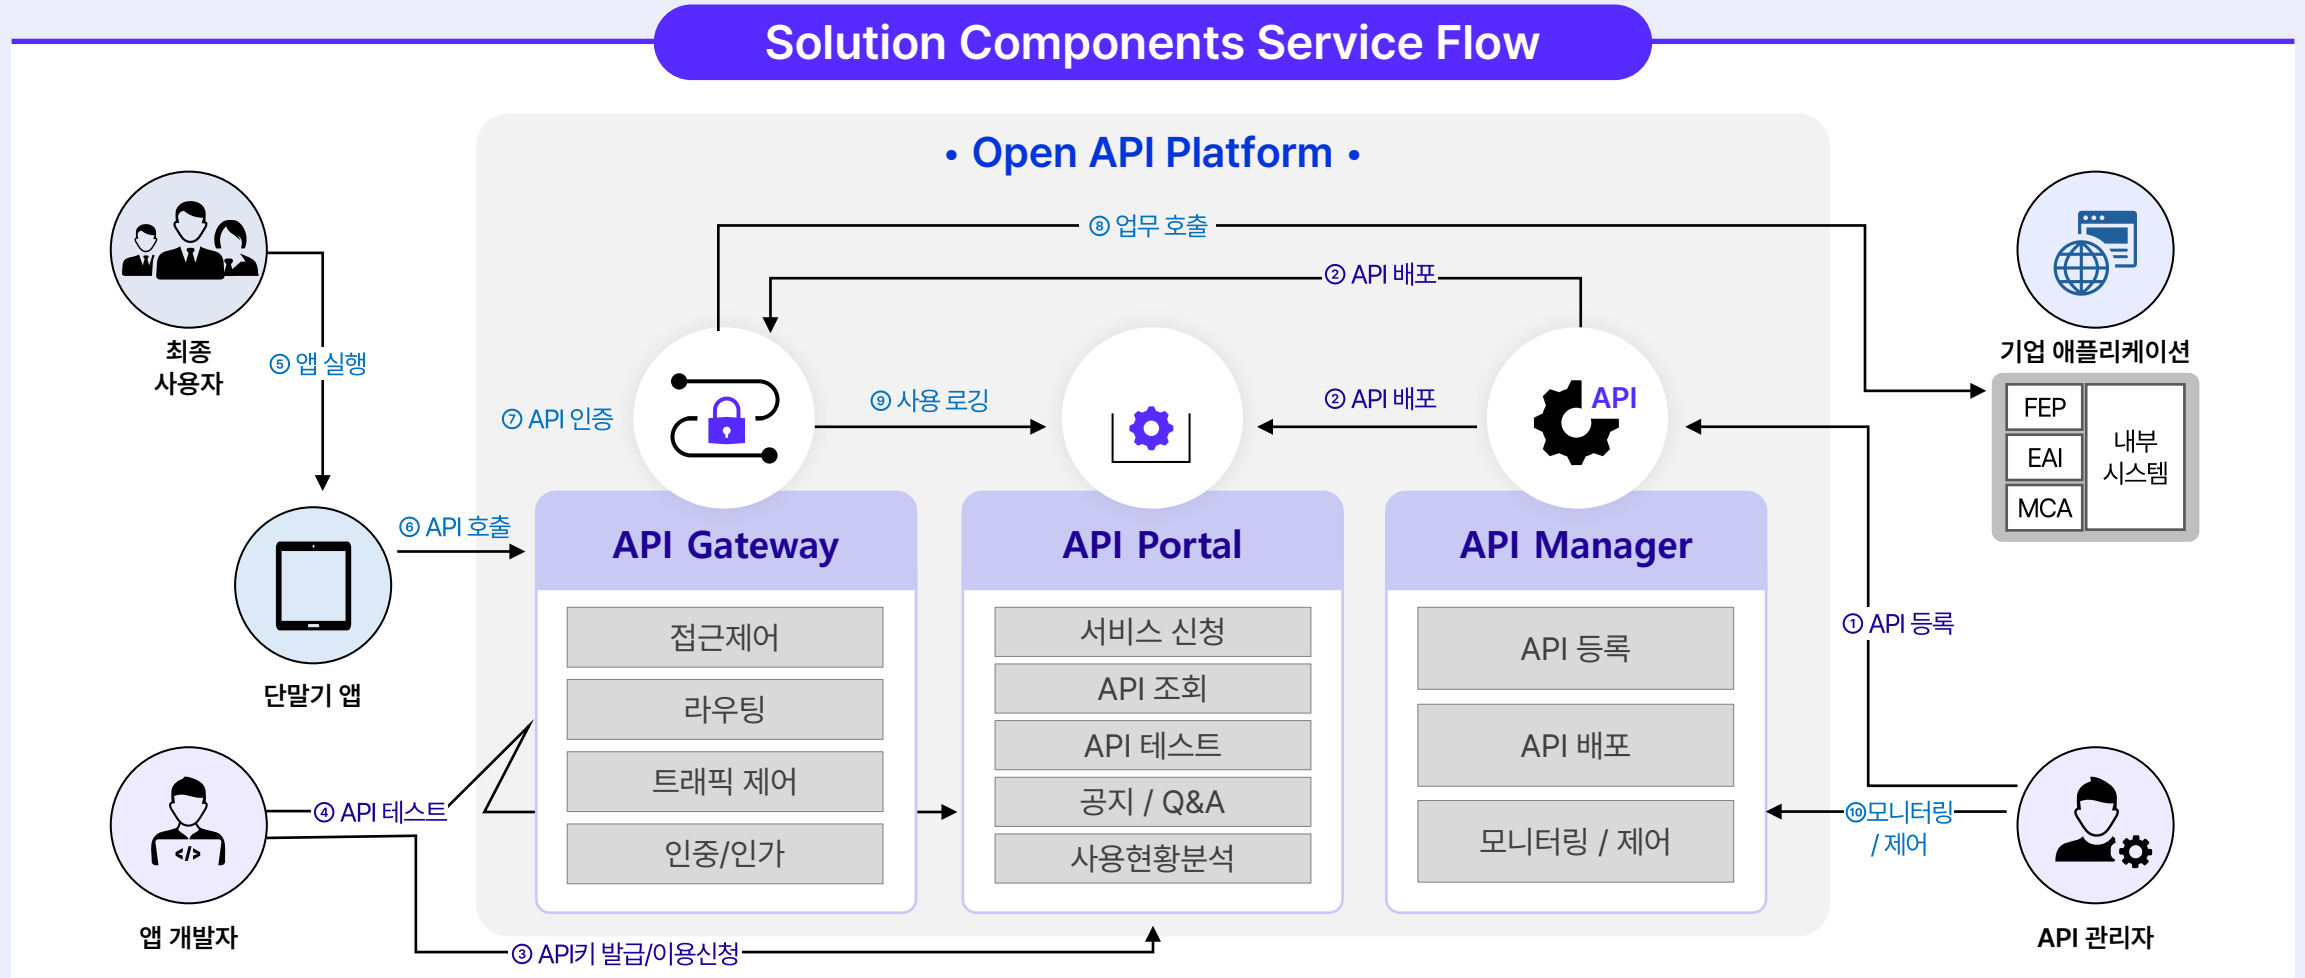 Solution Components Service Flow
• Open API Platform •
⑧ 업무 호출
② API 배포
최종
사용자
⑤ 앱 실행
⑦ API 인증
⑨ 사용 로깅
② API 배포
API
기업 애플리케이션
FEP
EAI
MCA
내부
시스템
⑥ API 호출
단말기 앱
API Gateway
접근제어
라우팅
트래픽 제어
인중/인가
API Portal
서비스 신청
API 조회
API 테스트
공지 / Q&A
사용현황분석
API Manager
API 등록
API 배포
모니터링 / 제어
① API 등록
④ API 테스트
</>
앱 개발자
③ API키 발급/이용신청
⑩모니터링
/ 제어
API 관리자